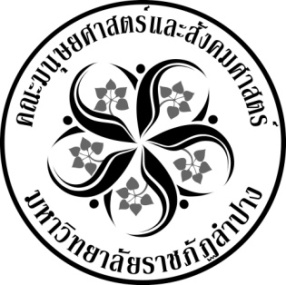 คณะมนุษยศาสตร์และสังคมศาสตร์
มหาวิทยาลัยราชภัฏลำปาง